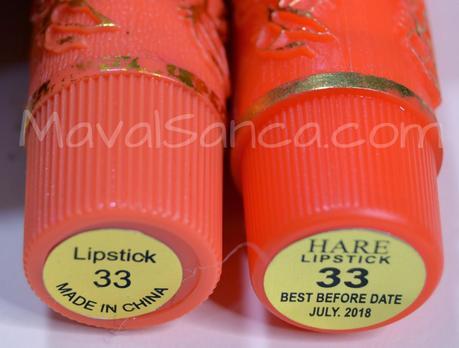 MavalSanca.com
Lipstick
33
MADE IN CHINA
HARE
LIPSTICK
33
BEST BEFORE DATE
JULY. 2018